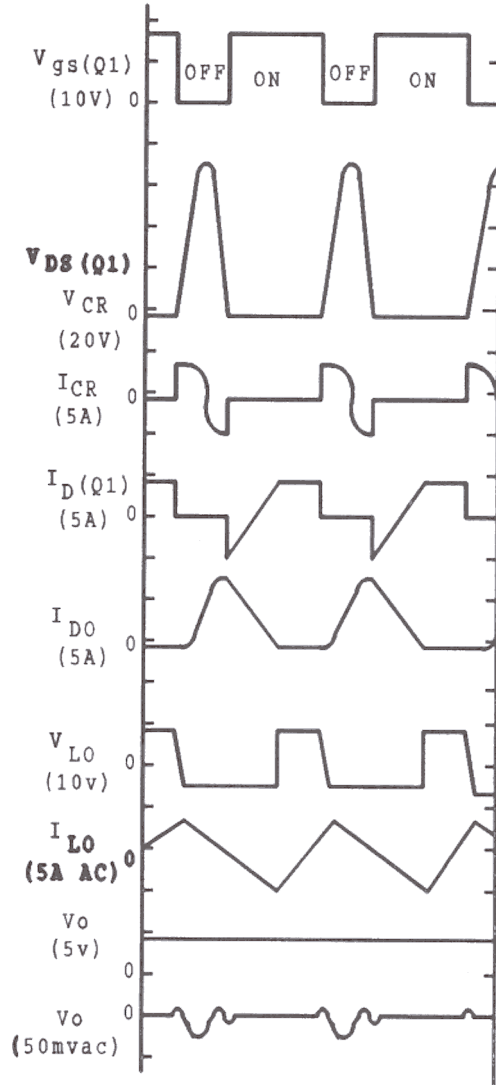 Vgs(Q1)
OFF ON OFF ON
(10V) 0
VDS(Q1)
VCR 0
(20V)
ICR 0
(5A)
ID(Q1)
(5A) 0
IDO 0
(5A)
VLO 0
(10v)
ILO
(5A AC) 0
Vo
(5v)
0
0
Vo
(50mvac)